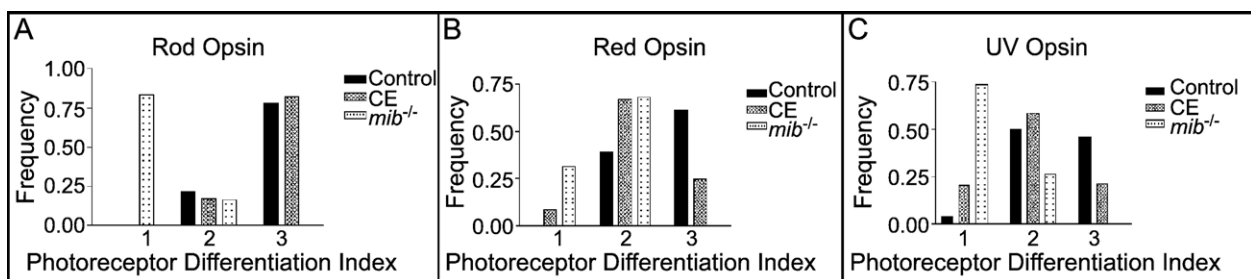 A
Rod Opsin
Control
CE
mib-/-
Frequency
1.00
0.75
0.50
0.25
0.00
1 2 3
Photoreceptor Differentiation Index
B
Red Opsin
Control
CE
mib-/-
Frequency
0.75
0.50
0.25
0.00
1 2 3
Photoreceptor Differentiation Index
C
UV Opsin
Control
CE
mib-/-
Frequency
0.75
0.50
0.25
0.00
1 2 3
Photoreceptor Differentiation Index